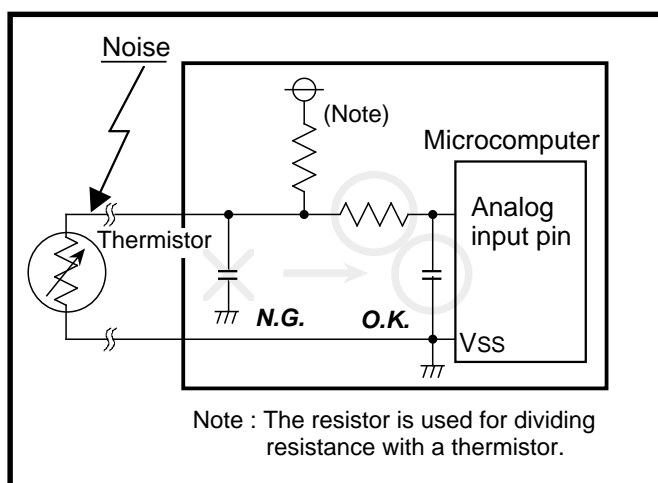 Noise
(Note)
Microcomputer
Analog
input pin
Thermistor
N.G.
O.K.
VSS
Note : The resistor is used for dividing
resistance with a thermistor.